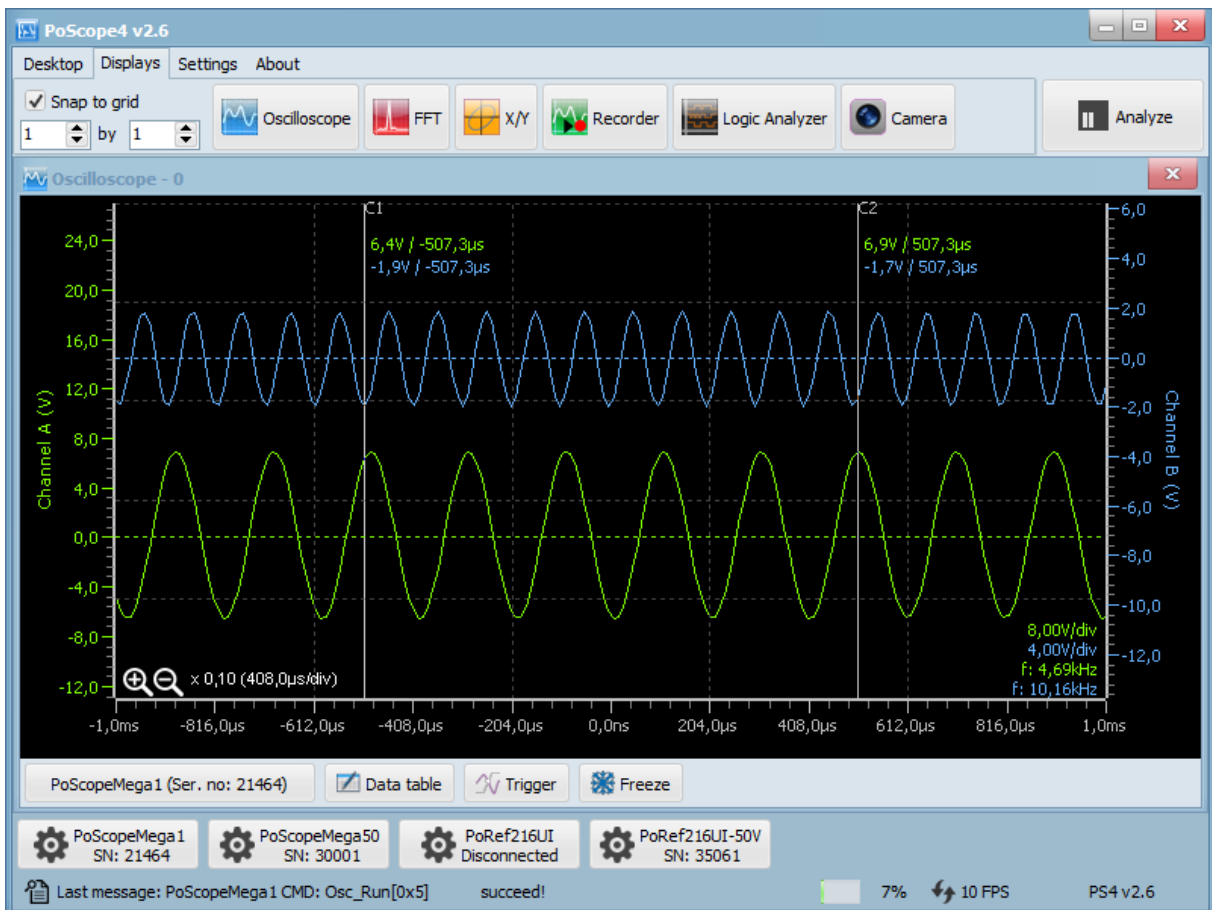 PoScope4 v2.6
Desktop Displays Settings About
Snap to grid
1 by 1
Oscilloscope FFT X/Y Recorder Logic Analyzer Camera Analyze
Oscilloscope - 0
C1 C2
6,4V / -507,3µs
-1,9V / -507,3µs
6,9V / 507,3µs
-1,7V / 507,3µs
Channel A (V)
24,0
20,0
16,0
12,0
8,0
4,0
0,0
-4,0
-8,0
-12,0
6,0
4,0
2,0
0,0
-2,0
-4,0
-6,0
-8,0
-10,0
-12,0
Channel B (V)
8,00V/div
4,00V/div
f: 4,69kHz
f: 10,16kHz
x 0,10 (408,0µs/div)
-1,0ms -816,0µs -612,0µs -408,0µs -204,0µs 0,0ns 204,0µs 408,0µs 612,0µs 816,0µs 1,0ms
PoScopeMega1 (Ser. no: 21464) Data table Trigger Freeze
PoScopeMega1
SN: 21464
PoScopeMega50
SN: 30001
PoRef216UI
Disconnected
PoRef216UI-50V
SN: 35061
Last message: PoScopeMega1 CMD: Osc_Run[0x5] succeed! 7% 10 FPS PS4 v2.6